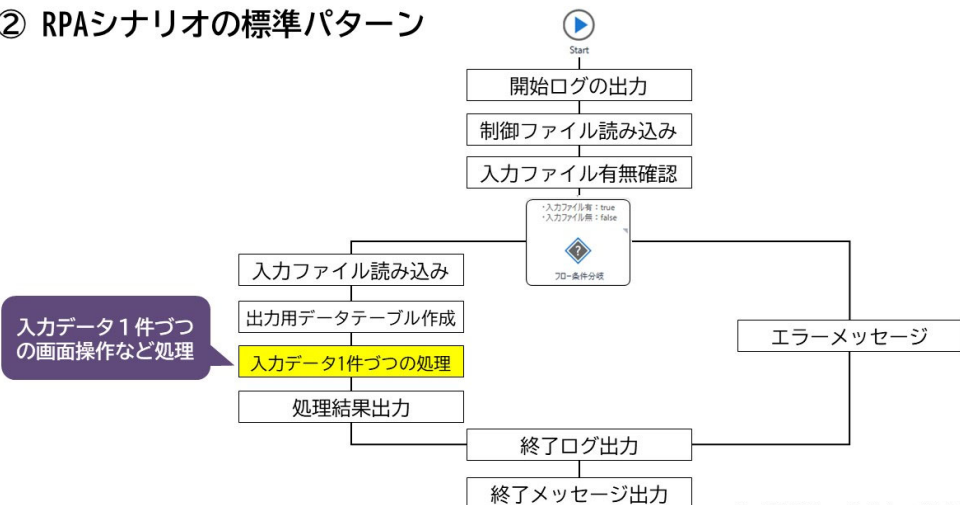 ② RPAシナリオの標準パターン
Start
開始ログの出力
制御ファイル読み込み
入力ファイル有無確認
・入力ファイル有：true
・入力ファイル無：false
フロー条件分岐
入力ファイル読み込み
出力用データテーブル作成
入力データ１件づつ
の画面操作など処理
入力データ1件づつの処理
処理結果出力
エラーメッセージ
終了ログ出力
終了メッセージ出力